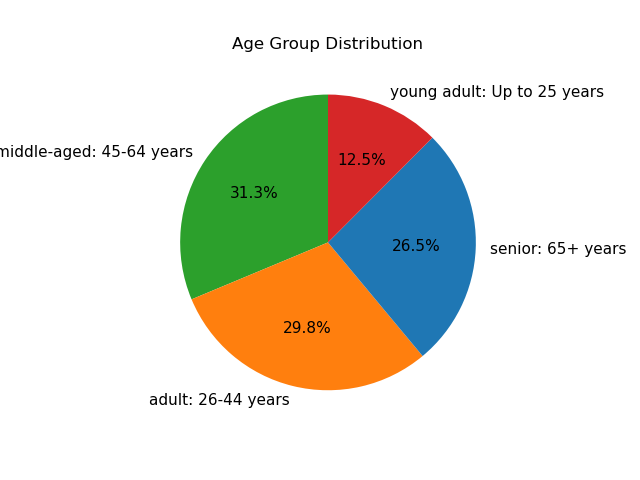 Age Group Distribution
young adult: Up to 25 years
middle-aged: 45-64 years
12.5%
31.3%
26.5%
senior: 65+ years
29.8%
adult: 26-44 years